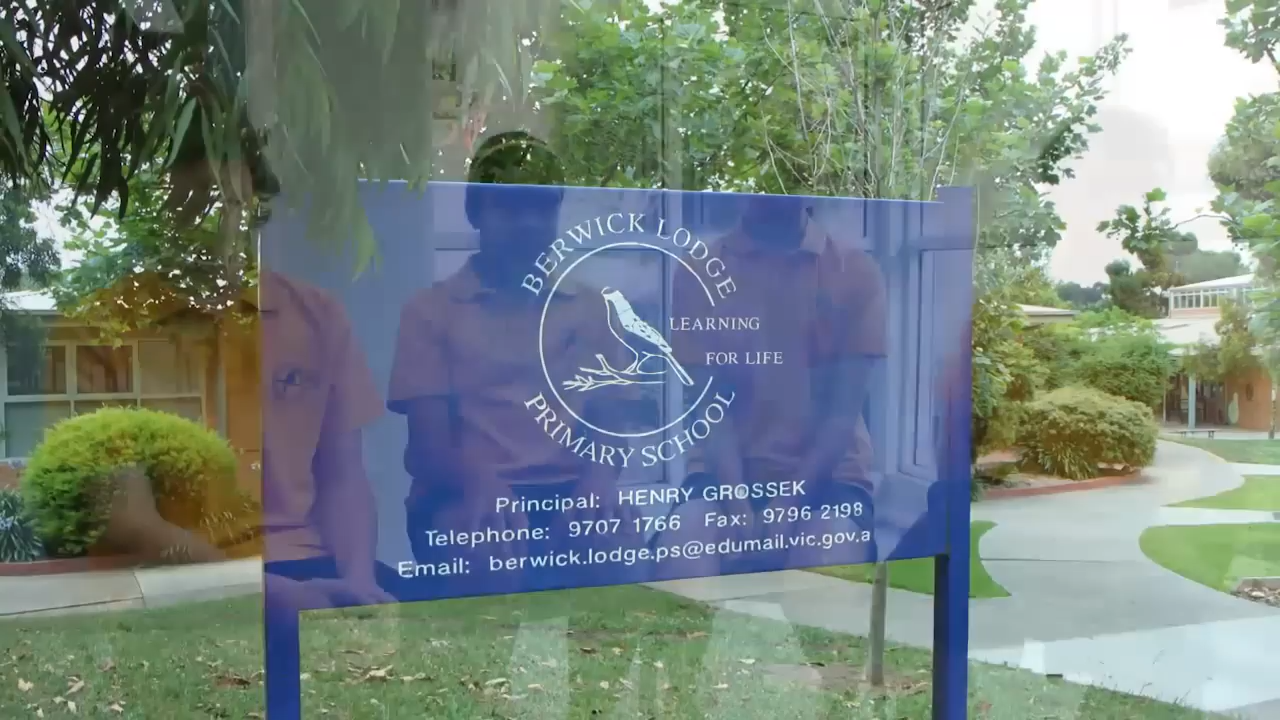 BERWICK LODGE
LEARNING
FOR LIFE
PRIMARY SCHOOL
Principal: HENRY GROSSEK
Telephone: 9707 1766 Fax: 9796 2198
Email: berwick.lodge.ps@edumail.vic.gov.a